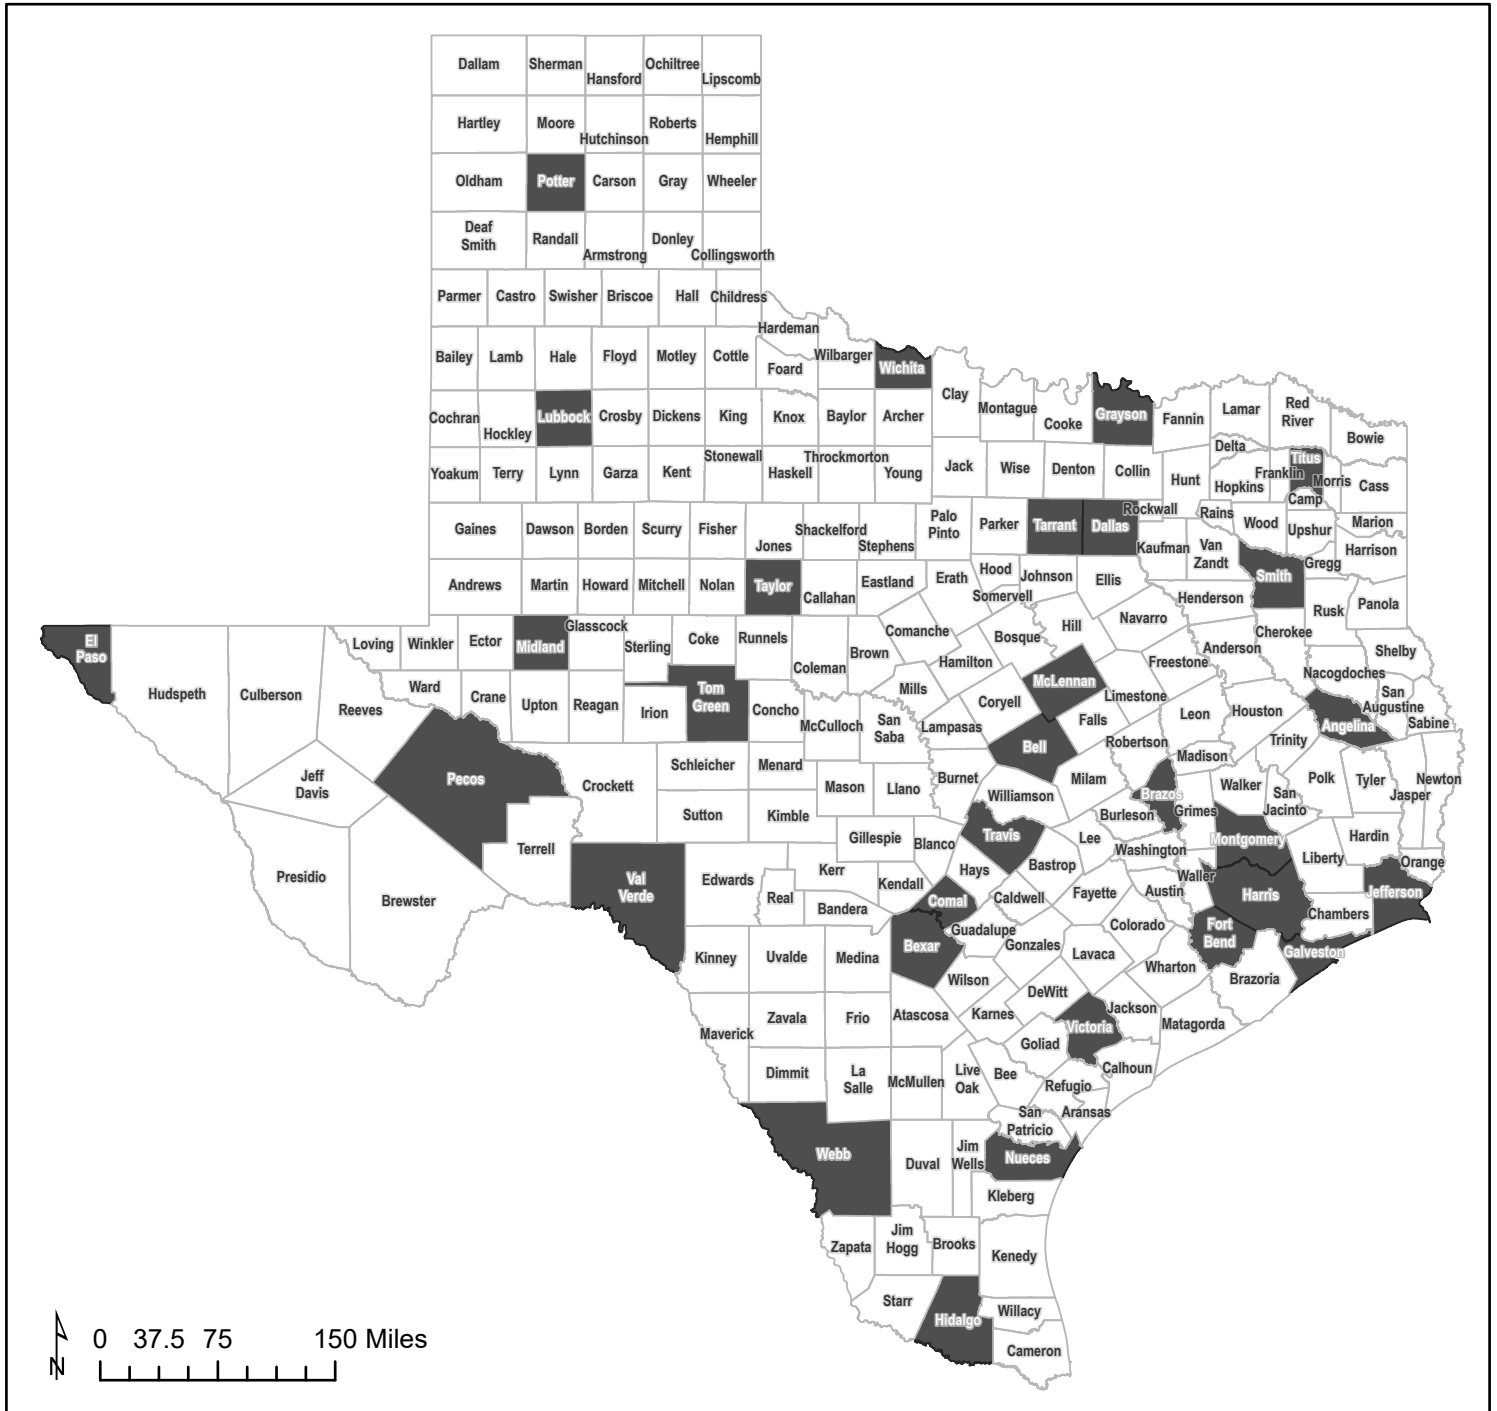 Dallam Sherman Hansford Ochiltree Lipscomb
Hartley Moore Hutchinson Roberts Hemphill
Oldham Potter Carson Gray Wheeler
Deaf
Smith Randall Armstrong Donley Collingsworth
Parmer Castro Swisher Briscoe Hall Childress
Hardeman
Bailey Lamb Hale Floyd Motley Cottle Foard Wilbarger Wichita
Cochran Hockley Lubbock Crosby Dickens King Knox Baylor Archer Clay Montague Cooke Grayson Fannin Lamar Red
River Bowie
Delta
Yoakum Terry Lynn Garza Kent Stonewall Haskell Throckmorton Young Jack Wise Denton Collin Hunt Hopkins Franklin Titus Morris Cass
Camp
Gaines Dawson Borden Scurry Fisher Jones Shackelford Stephens Palo
Pinto Parker Tarrant Dallas Rockwall Kaufman Rains Wood Upshur Marion
Van
Zandt Gregg Harrison
Andrews Martin Howard Mitchell Nolan Taylor Callahan Eastland Erath Hood Somervell Johnson Ellis Henderson Smith Rusk Panola
El
Paso Hudspeth Culberson Reeves Loving Winkler Ector Midland Glasscock Sterling Coke Runnels Coleman Brown Comanche Hamilton Bosque Hill Navarro Freestone Anderson Cherokee Nacogdoches Shelby
Ward Crane Upton Reagan Irion Tom
Green Concho McCulloch San
Saba Mills Lampasas Coryell McLennan Limestone Falls Leon Houston Angelina San
Augustine Sabine
Jeff
Davis Pecos Crockett Schleicher Menard Mason Llano Burnet Bell Milam Robertson Madison Trinity Walker Polk Tyler Jasper Newton
San
Jacinto
Presidio Brewster Terrell Sutton Kimble Gillespie Blanco Williamson Travis Lee Burleson Brazos Grimes Montgomery Liberty Hardin Orange
Val
Verde Edwards Real Kerr Bandera Kendall Comal Hays Caldwell Bastrop Fayette Washington Austin Waller Harris Chambers Jefferson
Kinney Uvalde Medina Bexar Guadalupe Gonzales Lavaca Colorado Wharton Fort
Bend Brazoria Galveston
Maverick Zavala Frio Atascosa Wilson Karnes DeWitt Victoria Jackson Matagorda
Dimmit La
Salle McMullen Live
Oak Bee Goliad Refugio Calhoun
Webb Duval Jim
Wells San
Patricio Aransas
Nueces
Kleberg
Zapata Jim
Hogg Brooks Kenedy
Starr Hidalgo Willacy
Cameron
N
0 37.5 75 150 Miles